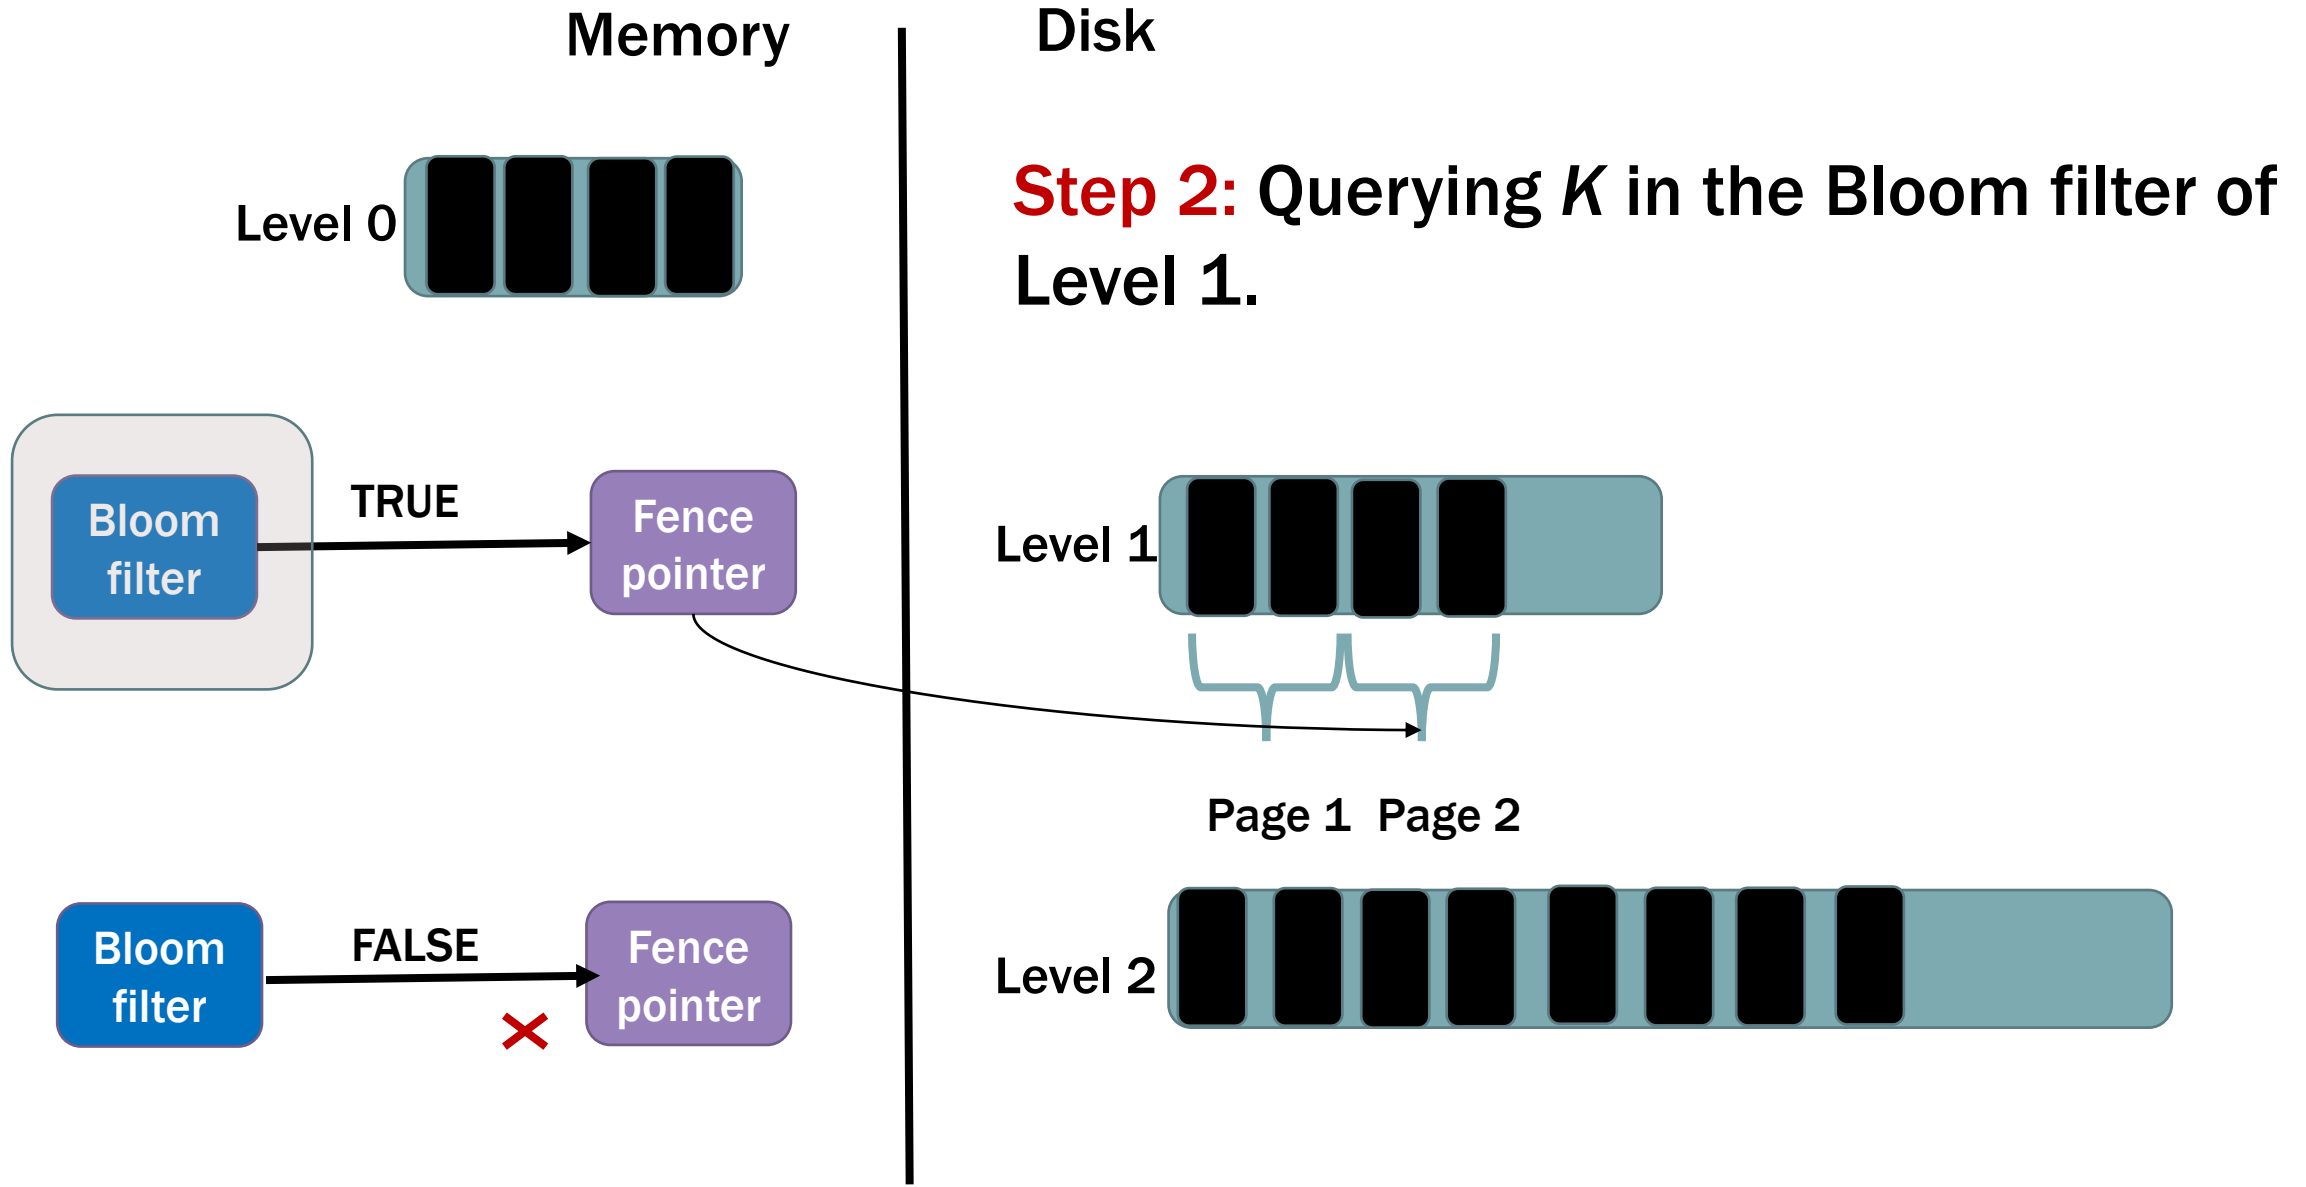 Memory
Disk
Step 2: Querying K in the Bloom filter of
Level 1.
Level 0
Bloom
filter
TRUE
Fence
pointer
Level 1
Page 1 Page 2
Bloom
filter
FALSE
Fence
pointer
Level 2